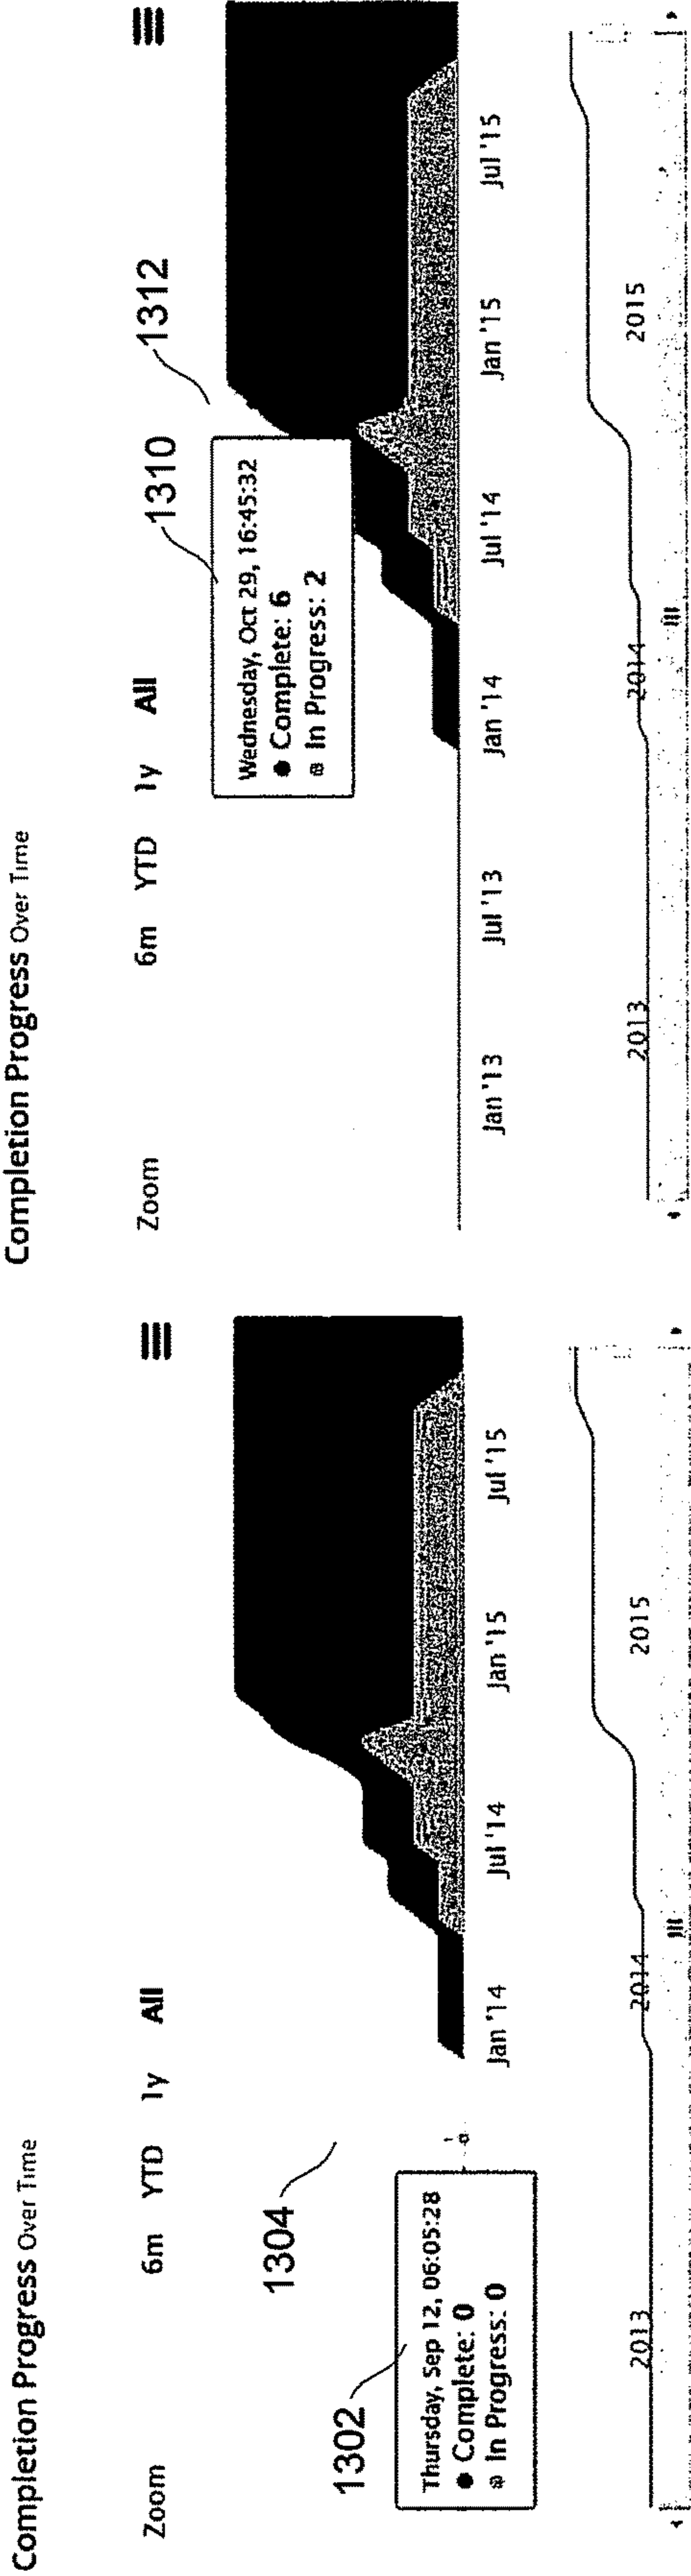 Completion Progress Over Time
Zoom 6m YTD 1y All
1302
1304
Thursday, Sep 12, 06:05:28
Complete: 0
In Progress: 0
Jan '14 Jul '14 Jan '15 Jul '15
2013 2014 2015
Completion Progress Over Time
Zoom 6m YTD 1y All
1310
1312
Wednesday, Oct 29, 16:45:32
Complete: 6
In Progress: 2
Jan '13 Jul '13 Jan '14 Jul '14 Jan '15 Jul '15
2013 2014 2015